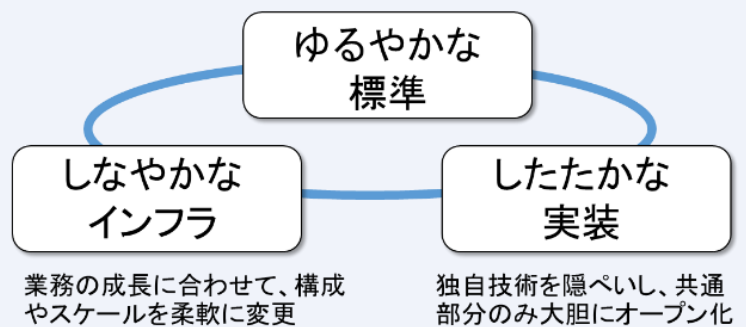 ゆるやかな
標準
しなやかな
インフラ
したたかな
実装
業務の成長に合わせて、構成
やスケールを柔軟に変更
独自技術を隠ぺいし、共通
部分のみ大胆にオープン化